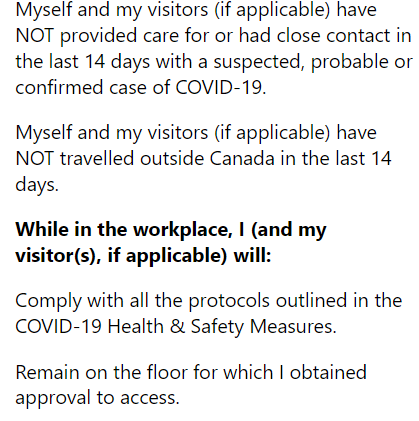 Myself and my visitors (if applicable) have
NOT provided care for or had close contact in
the last 14 days with a suspected, probable or
confirmed case of COVID-19.
Myself and my visitors (if applicable) have
NOT travelled outside Canada in the last 14
days.
While in the workplace, I (and my
visitor(s), if applicable) will:
Comply with all the protocols outlined in the
COVID-19 Health & Safety Measures.
Remain on the floor for which I obtained
approval to access.